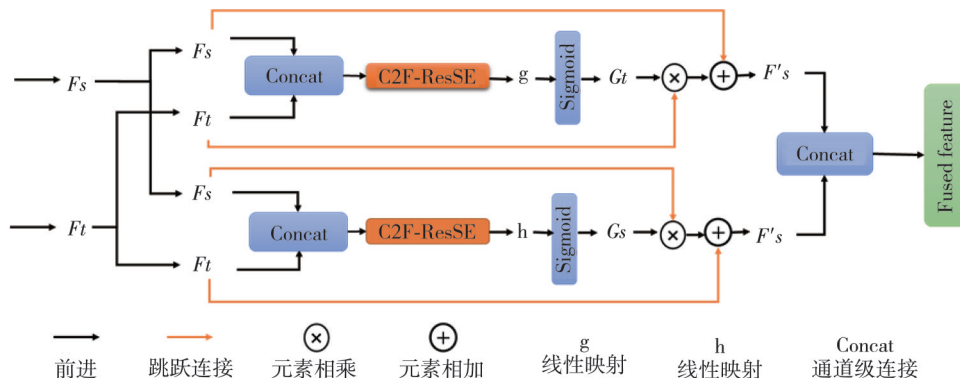 Fs
Ft
Fs
Ft
Concat
C2F-ResSE
g
Sigmoid
Gt
F's
Fs
Ft
Concat
C2F-ResSE
h
Sigmoid
Gs
F's
Concat
Fused feature
前进
跳跃连接
元素相乘
元素相加
g
线性映射
h
线性映射
Concat
通道级连接